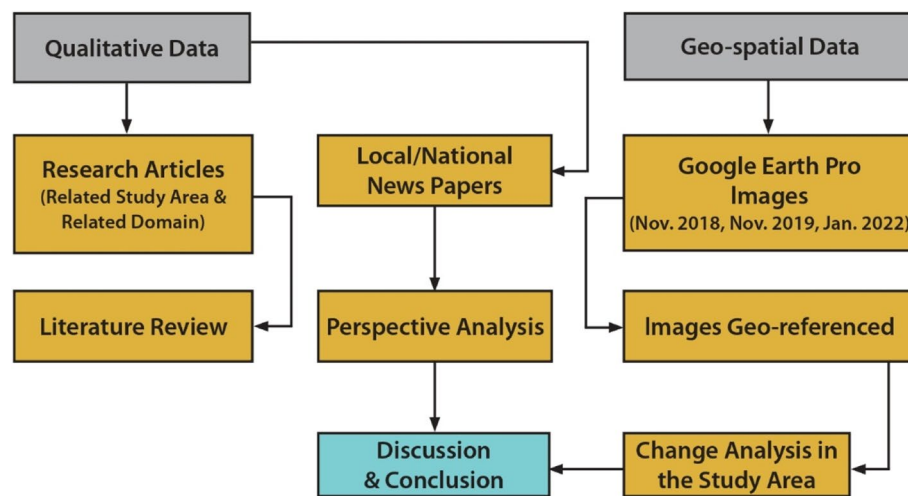 Qualitative Data
Geo-spatial Data
Research Articles
(Related Study Area &
Related Domain)
Local/National
News Papers
Google Earth Pro
Images
(Nov. 2018, Nov. 2019, Jan. 2022)
Literature Review
Perspective Analysis
Images Geo-referenced
Discussion
& Conclusion
Change Analysis in
the Study Area